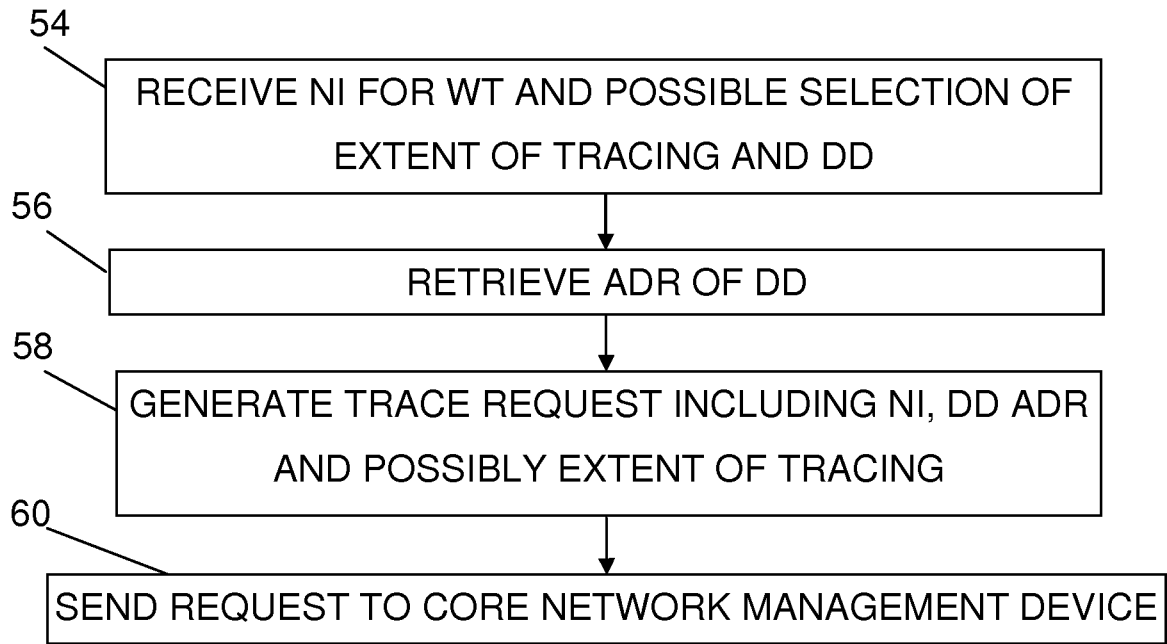 54
RECEIVE NI FOR WT AND POSSIBLE SELECTION OF
EXTENT OF TRACING AND DD
56
RETRIEVE ADR OF DD
58
GENERATE TRACE REQUEST INCLUDING NI, DD ADR
AND POSSIBLY EXTENT OF TRACING
60
SEND REQUEST TO CORE NETWORK MANAGEMENT DEVICE